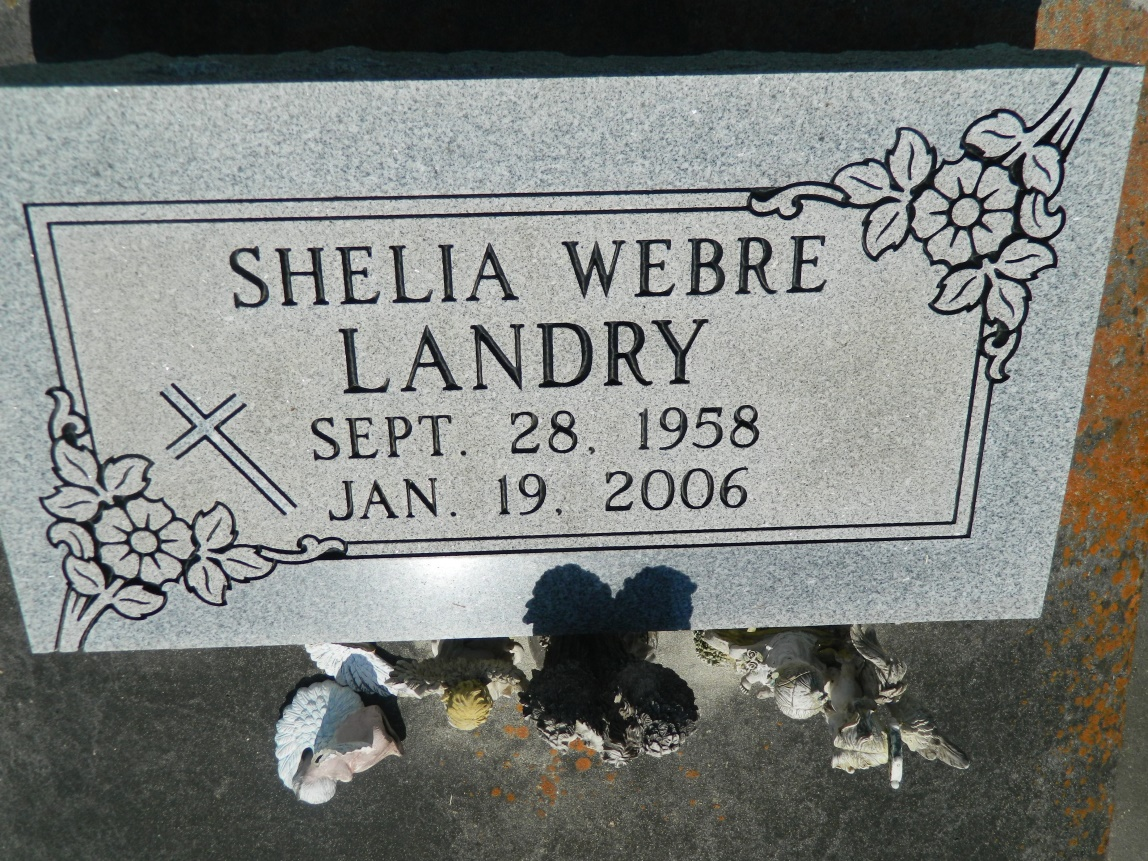 SHELIA WEBRE
LANDRY
SEPT. 28, 1958
JAN. 19, 2006